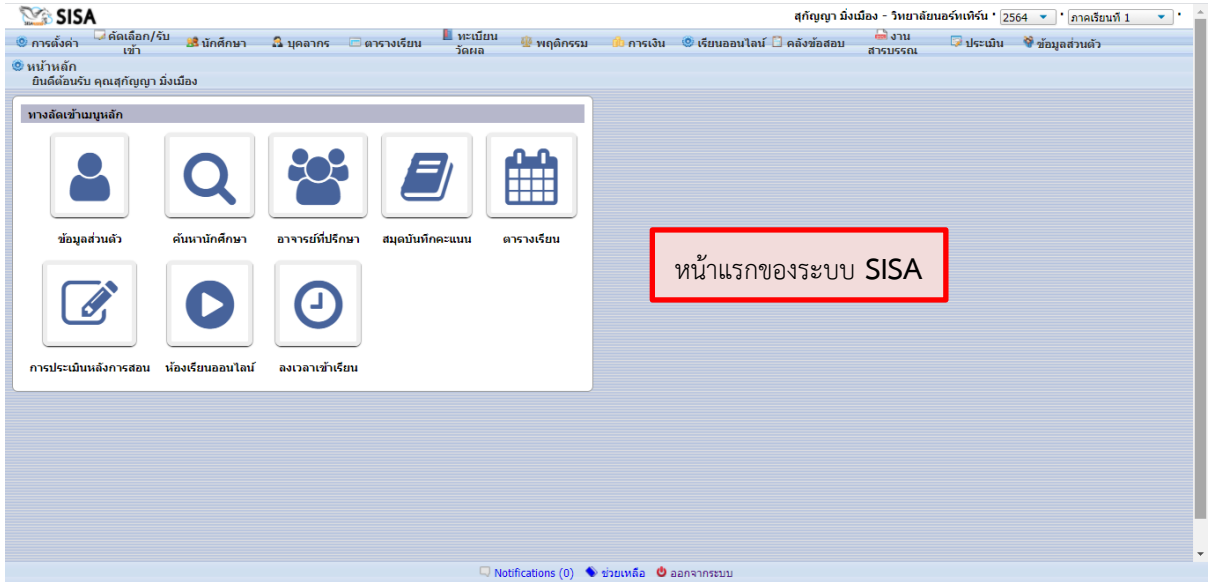 SISA
สุกัญญา มิ่งเมือง - วิทยาลัยนอร์ทเทิร์น • 2564 • ภาคเรียนที่ 1 •
การตั้งค่า คัดเลือก/รับเข้า นักศึกษา บุคลากร ตารางเรียน ทะเบียนวัดผล พฤติกรรม การเงิน เรียนออนไลน์ คลังข้อสอบ งานสารบรรณ ประเมิน ข้อมูลส่วนตัว
หน้าหลัก
ยินดีต้อนรับ คุณสุกัญญา มิ่งเมือง
ทางลัดเข้าเมนูหลัก
ข้อมูลส่วนตัว ค้นหานักศึกษา อาจารย์ที่ปรึกษา สมุดบันทึกคะแนน ตารางเรียน
หน้าแรกของระบบ SISA
การประเมินหลังการสอน ห้องเรียนออนไลน์ ลงเวลาเข้าเรียน
Notifications (0) ช่วยเหลือ ออกจากระบบ